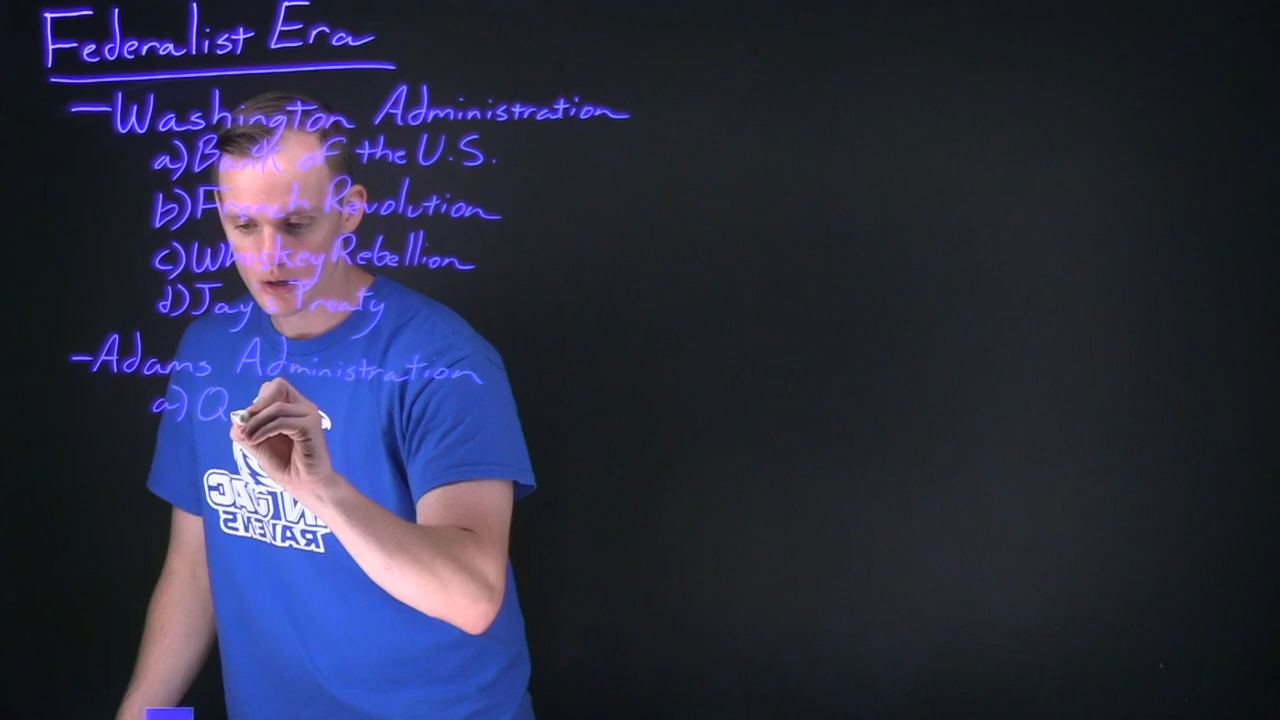 Federalist Era
- Washington Administration
a) Bank of the U.S.
b) French Revolution
c) Whiskey Rebellion
d) Jay's Treaty
- Adams Administration
a) Q
RAVENS